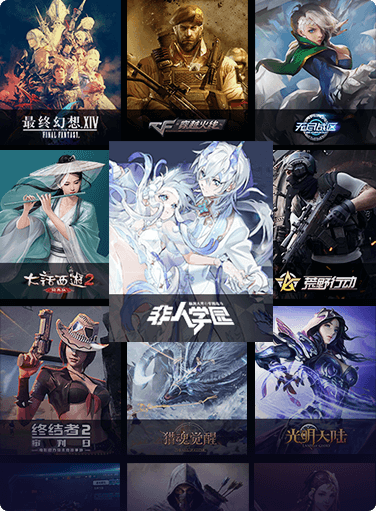 最终幻想XIV
FINAL FANTASY.
CF 穿越火线
无尽战区
大话西游2
非人学园
荒野行动
终结者2
审判日
猎魂觉醒
光明大陆